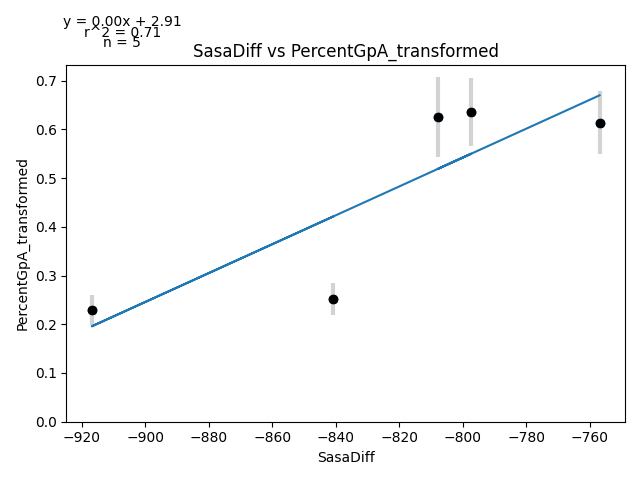 y = 0.00x + 2.91
r^2 = 0.71
n = 5
SasaDiff vs PercentGpA_transformed
PercentGpA_transformed
0.7
0.6
0.5
0.4
0.3
0.2
0.1
0.0
−920 −900 −880 −860 −840 −820 −800 −780 −760
SasaDiff